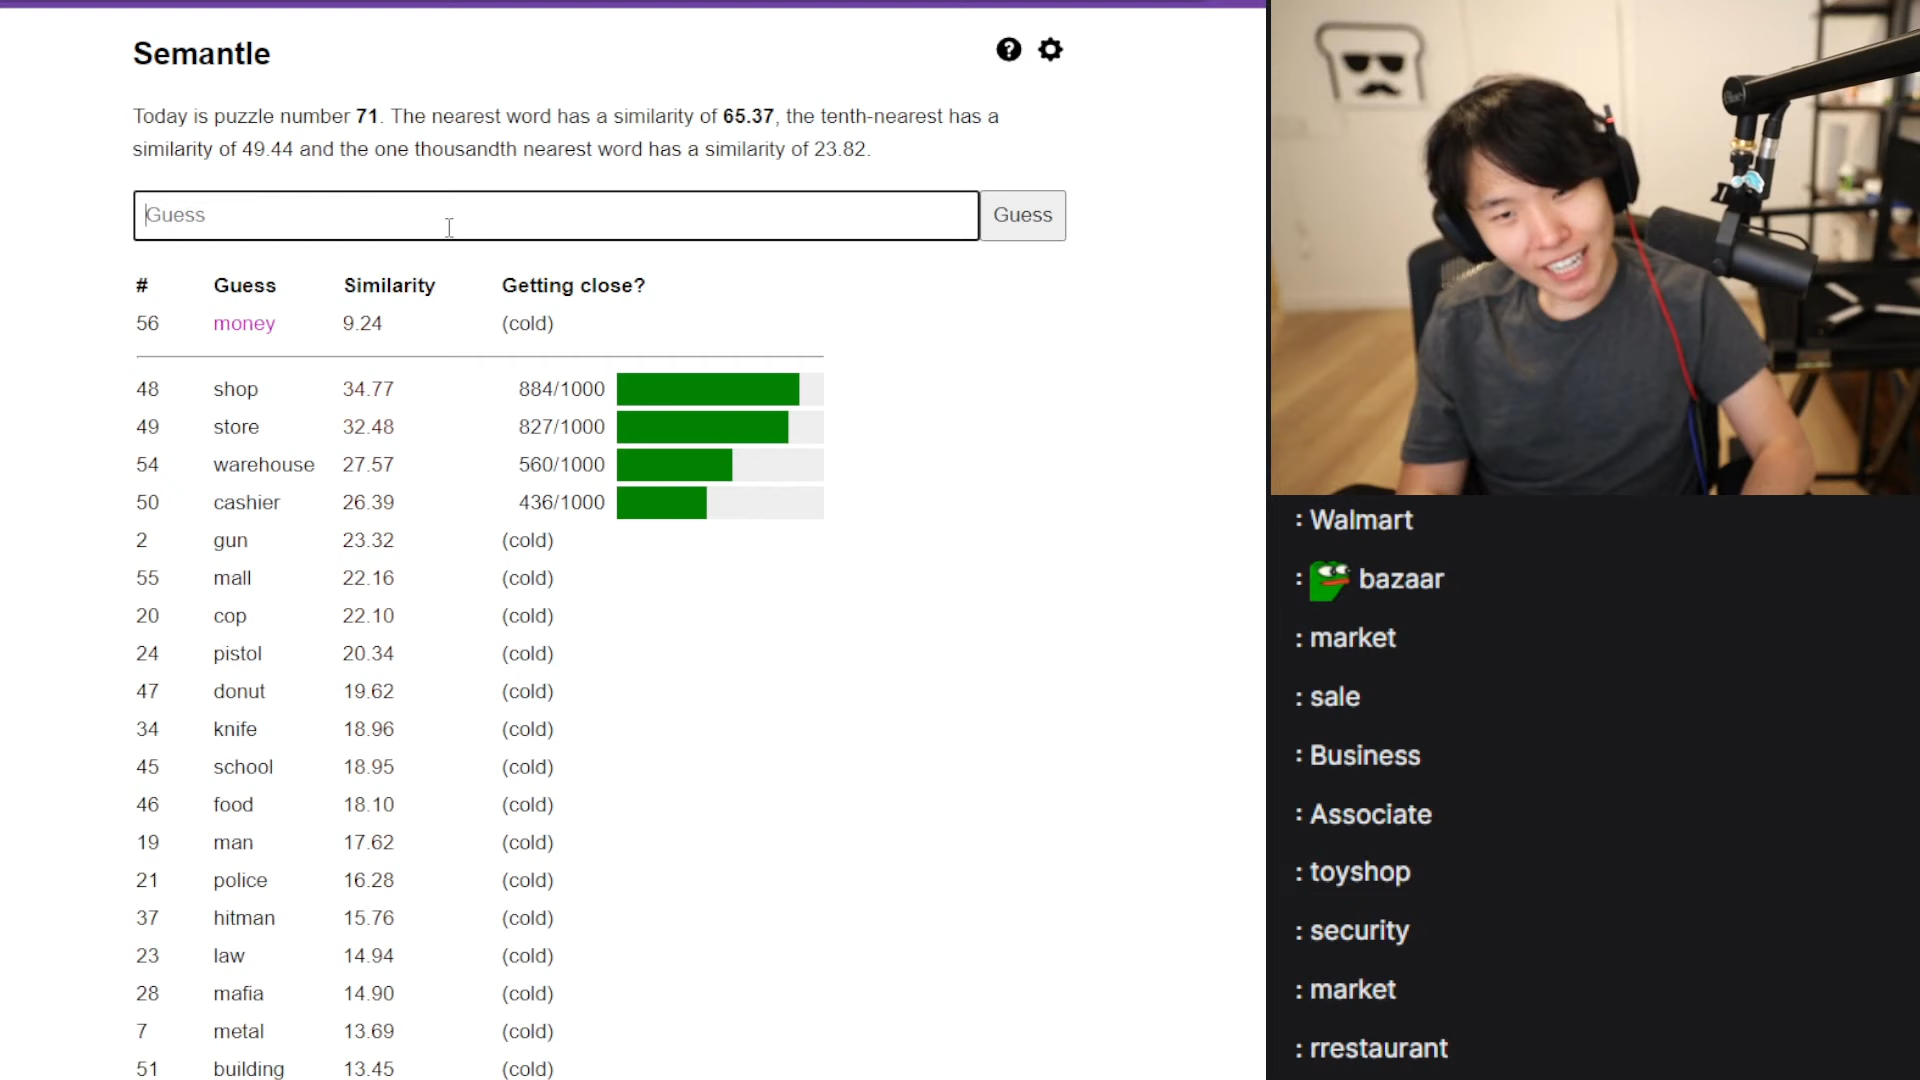 Semantle
Today is puzzle number 71. The nearest word has a similarity of 65.37, the tenth-nearest has a
similarity of 49.44 and the one thousandth nearest word has a similarity of 23.82.
Guess
Guess
# Guess Similarity Getting close?
56 money 9.24 (cold)
48 shop 34.77 884/1000
49 store 32.48 827/1000
54 warehouse 27.57 560/1000
50 cashier 26.39 436/1000
2 gun 23.32 (cold)
55 mall 22.16 (cold)
20 cop 22.10 (cold)
24 pistol 20.34 (cold)
47 donut 19.62 (cold)
34 knife 18.96 (cold)
45 school 18.95 (cold)
46 food 18.10 (cold)
19 man 17.62 (cold)
21 police 16.28 (cold)
37 hitman 15.76 (cold)
23 law 14.94 (cold)
28 mafia 14.90 (cold)
7 metal 13.69 (cold)
51 building 13.45 (cold)
: Walmart
: bazaar
: market
: sale
: Business
: Associate
: toyshop
: security
: market
: rrestaurant